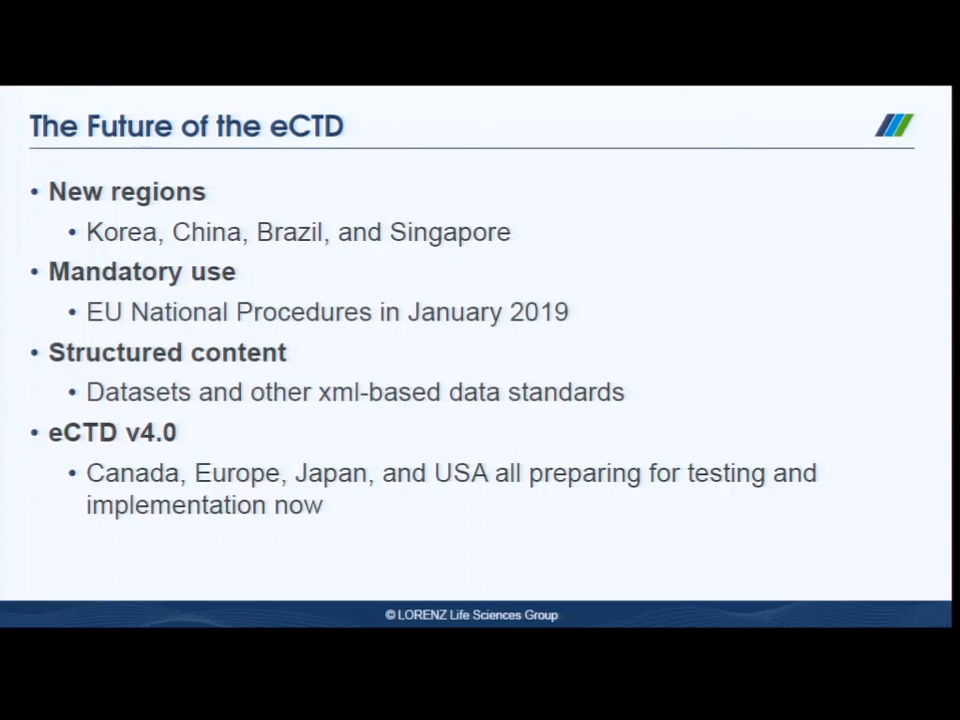 The Future of the eCTD
• New regions
• Korea, China, Brazil, and Singapore
• Mandatory use
• EU National Procedures in January 2019
• Structured content
• Datasets and other xml-based data standards
• eCTD v4.0
• Canada, Europe, Japan, and USA all preparing for testing and
implementation now
© LORENZ Life Sciences Group